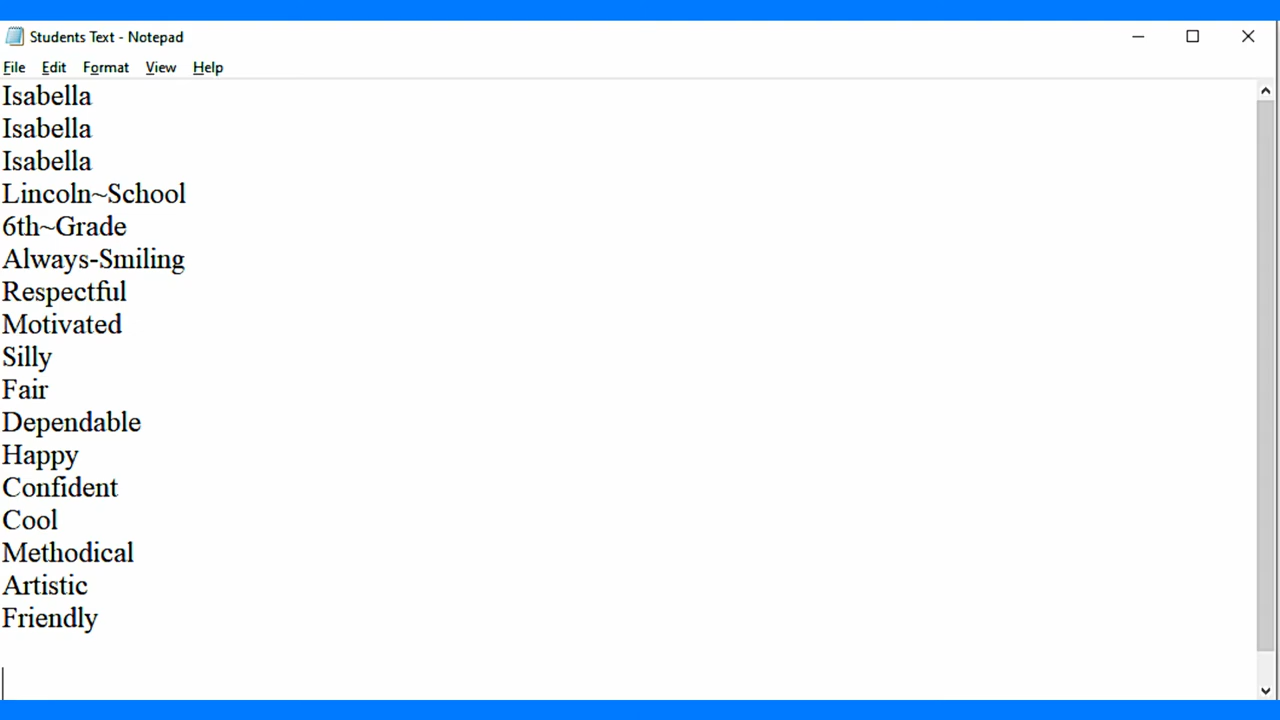 Students Text - Notepad
File Edit Format View Help
Isabella
Isabella
Isabella
Lincoln~School
6th~Grade
Always-Smiling
Respectful
Motivated
Silly
Fair
Dependable
Happy
Confident
Cool
Methodical
Artistic
Friendly